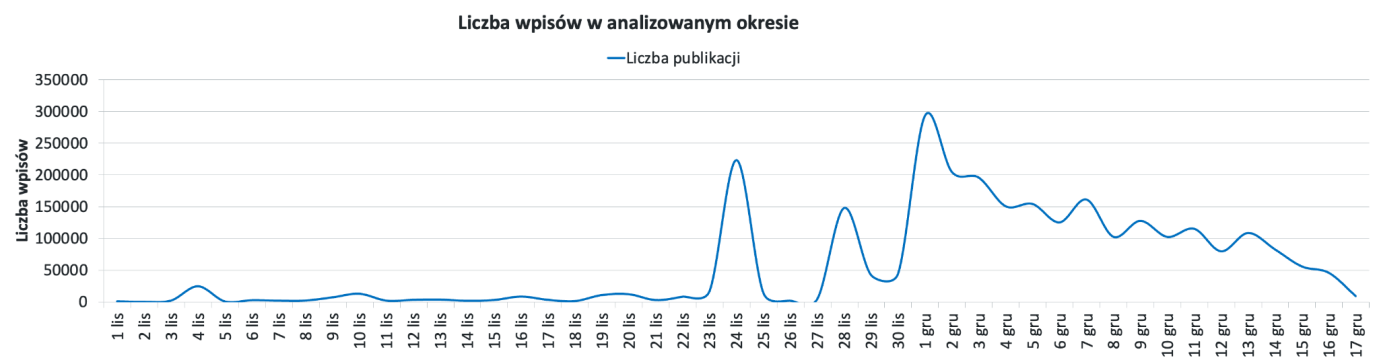 Liczba wpisów w analizowanym okresie
Liczba publikacji
Liczba wpisów
350000
300000
250000
200000
150000
100000
50000
0
1 lis
2 lis
3 lis
4 lis
5 lis
6 lis
7 lis
8 lis
9 lis
10 lis
11 lis
12 lis
13 lis
14 lis
15 lis
16 lis
17 lis
18 lis
19 lis
20 lis
21 lis
22 lis
23 lis
24 lis
25 lis
26 lis
27 lis
28 lis
29 lis
30 lis
1 gru
2 gru
3 gru
4 gru
5 gru
6 gru
7 gru
8 gru
9 gru
10 gru
11 gru
12 gru
13 gru
14 gru
15 gru
16 gru
17 gru